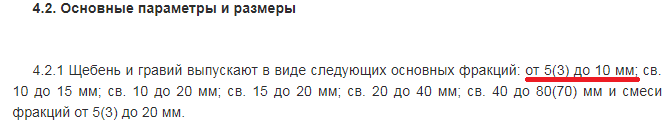 4.2. Основные параметры и размеры
4.2.1 Щебень и гравий выпускают в виде следующих основных фракций: от 5(3) до 10 мм; св.
10 до 15 мм; св. 10 до 20 мм; св. 15 до 20 мм; св. 20 до 40 мм; св. 40 до 80(70) мм и смеси
фракций от 5(3) до 20 мм.